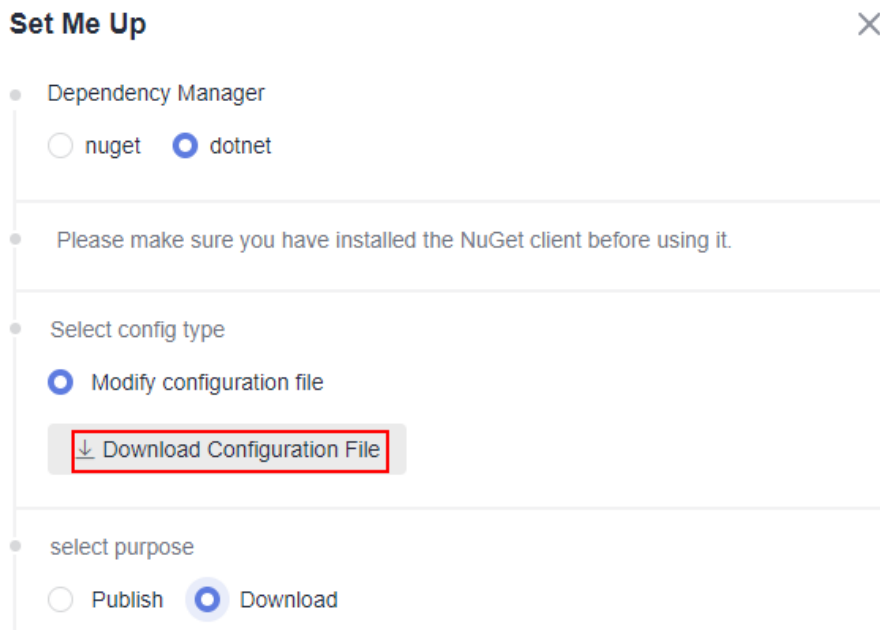 Set Me Up
Dependency Manager
nuget dotnet
Please make sure you have installed the NuGet client before using it.
Select config type
Modify configuration file
Download Configuration File
select purpose
Publish Download